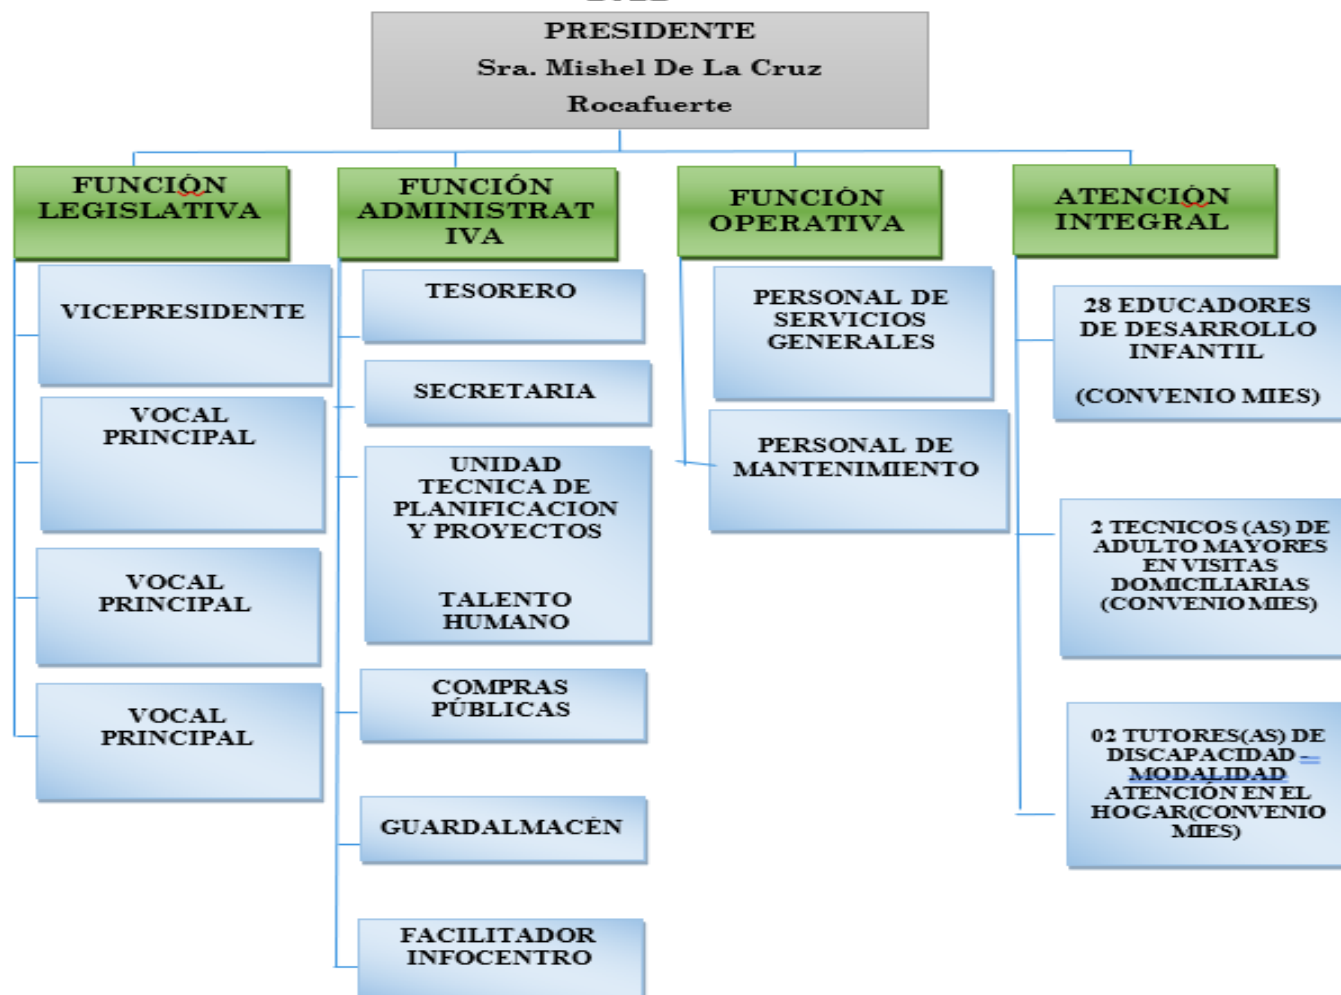 PRESIDENTE
Sra. Mishel De La Cruz
Rocafuerte
FUNCIÓN
LEGISLATIVA
VICEPRESIDENTE
VOCAL
PRINCIPAL
VOCAL
PRINCIPAL
VOCAL
PRINCIPAL
FUNCIÓN
ADMINISTRAT
IVA
TESORERO
SECRETARIA
UNIDAD
TECNICA DE
PLANIFICACION
Y PROYECTOS
TALENTO
HUMANO
COMPRAS
PÚBLICAS
GUARDALMACÉN
FACILITADOR
INFOCENTRO
FUNCIÓN
OPERATIVA
PERSONAL DE
SERVICIOS
GENERALES
PERSONAL DE
MANTENIMIENTO
ATENCIÓN
INTEGRAL
28 EDUCADORES
DE DESARROLLO
INFANTIL
(CONVENIO MIES)
2 TECNICOS (AS) DE
ADULTO MAYORES
EN VISITAS
DOMICILIARIAS
(CONVENIO MIES)
02 TUTORES(AS) DE
DISCAPACIDAD –
MODALIDAD
ATENCIÓN EN EL
HOGAR(CONVENIO
MIES)